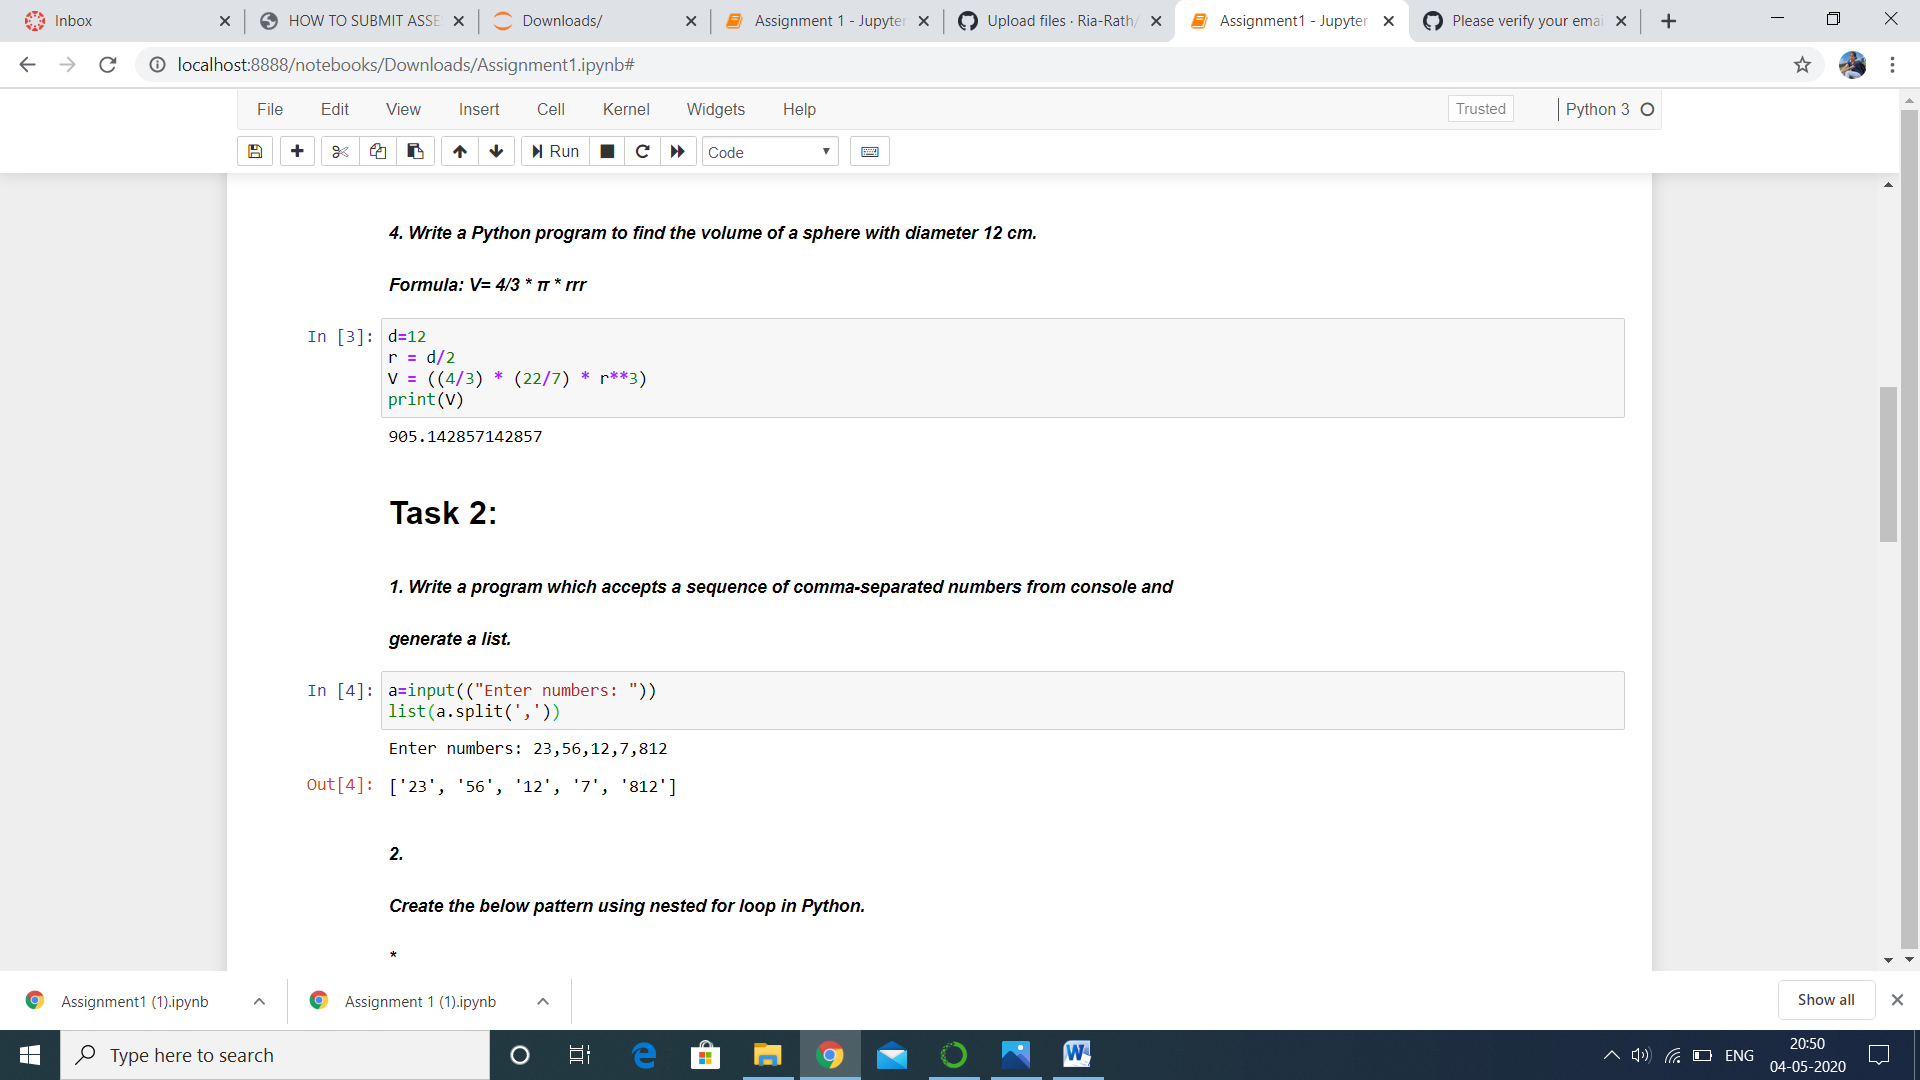 Inbox
HOW TO SUBMIT ASSE
Downloads/
Assignment 1 - Jupyter
Upload files · Ria-Rath/
Assignment1 - Jupyter
Please verify your emai
localhost:8888/notebooks/Downloads/Assignment1.ipynb#
File Edit View Insert Cell Kernel Widgets Help
Trusted
Python 3
Run
Code
4. Write a Python program to find the volume of a sphere with diameter 12 cm.
Formula: V= 4/3 * π * rrr
In [3]:
d=12
r = d/2
V = ((4/3) * (22/7) * r**3)
print(V)
905.142857142857
Task 2:
1. Write a program which accepts a sequence of comma-separated numbers from console and
generate a list.
In [4]:
a=input(("Enter numbers: "))
list(a.split(','))
Enter numbers: 23,56,12,7,812
Out[4]: ['23', '56', '12', '7', '812']
2.
Create the below pattern using nested for loop in Python.
*
Assignment1 (1).ipynb
Assignment 1 (1).ipynb
Show all
Type here to search
ENG
20:50
04-05-2020